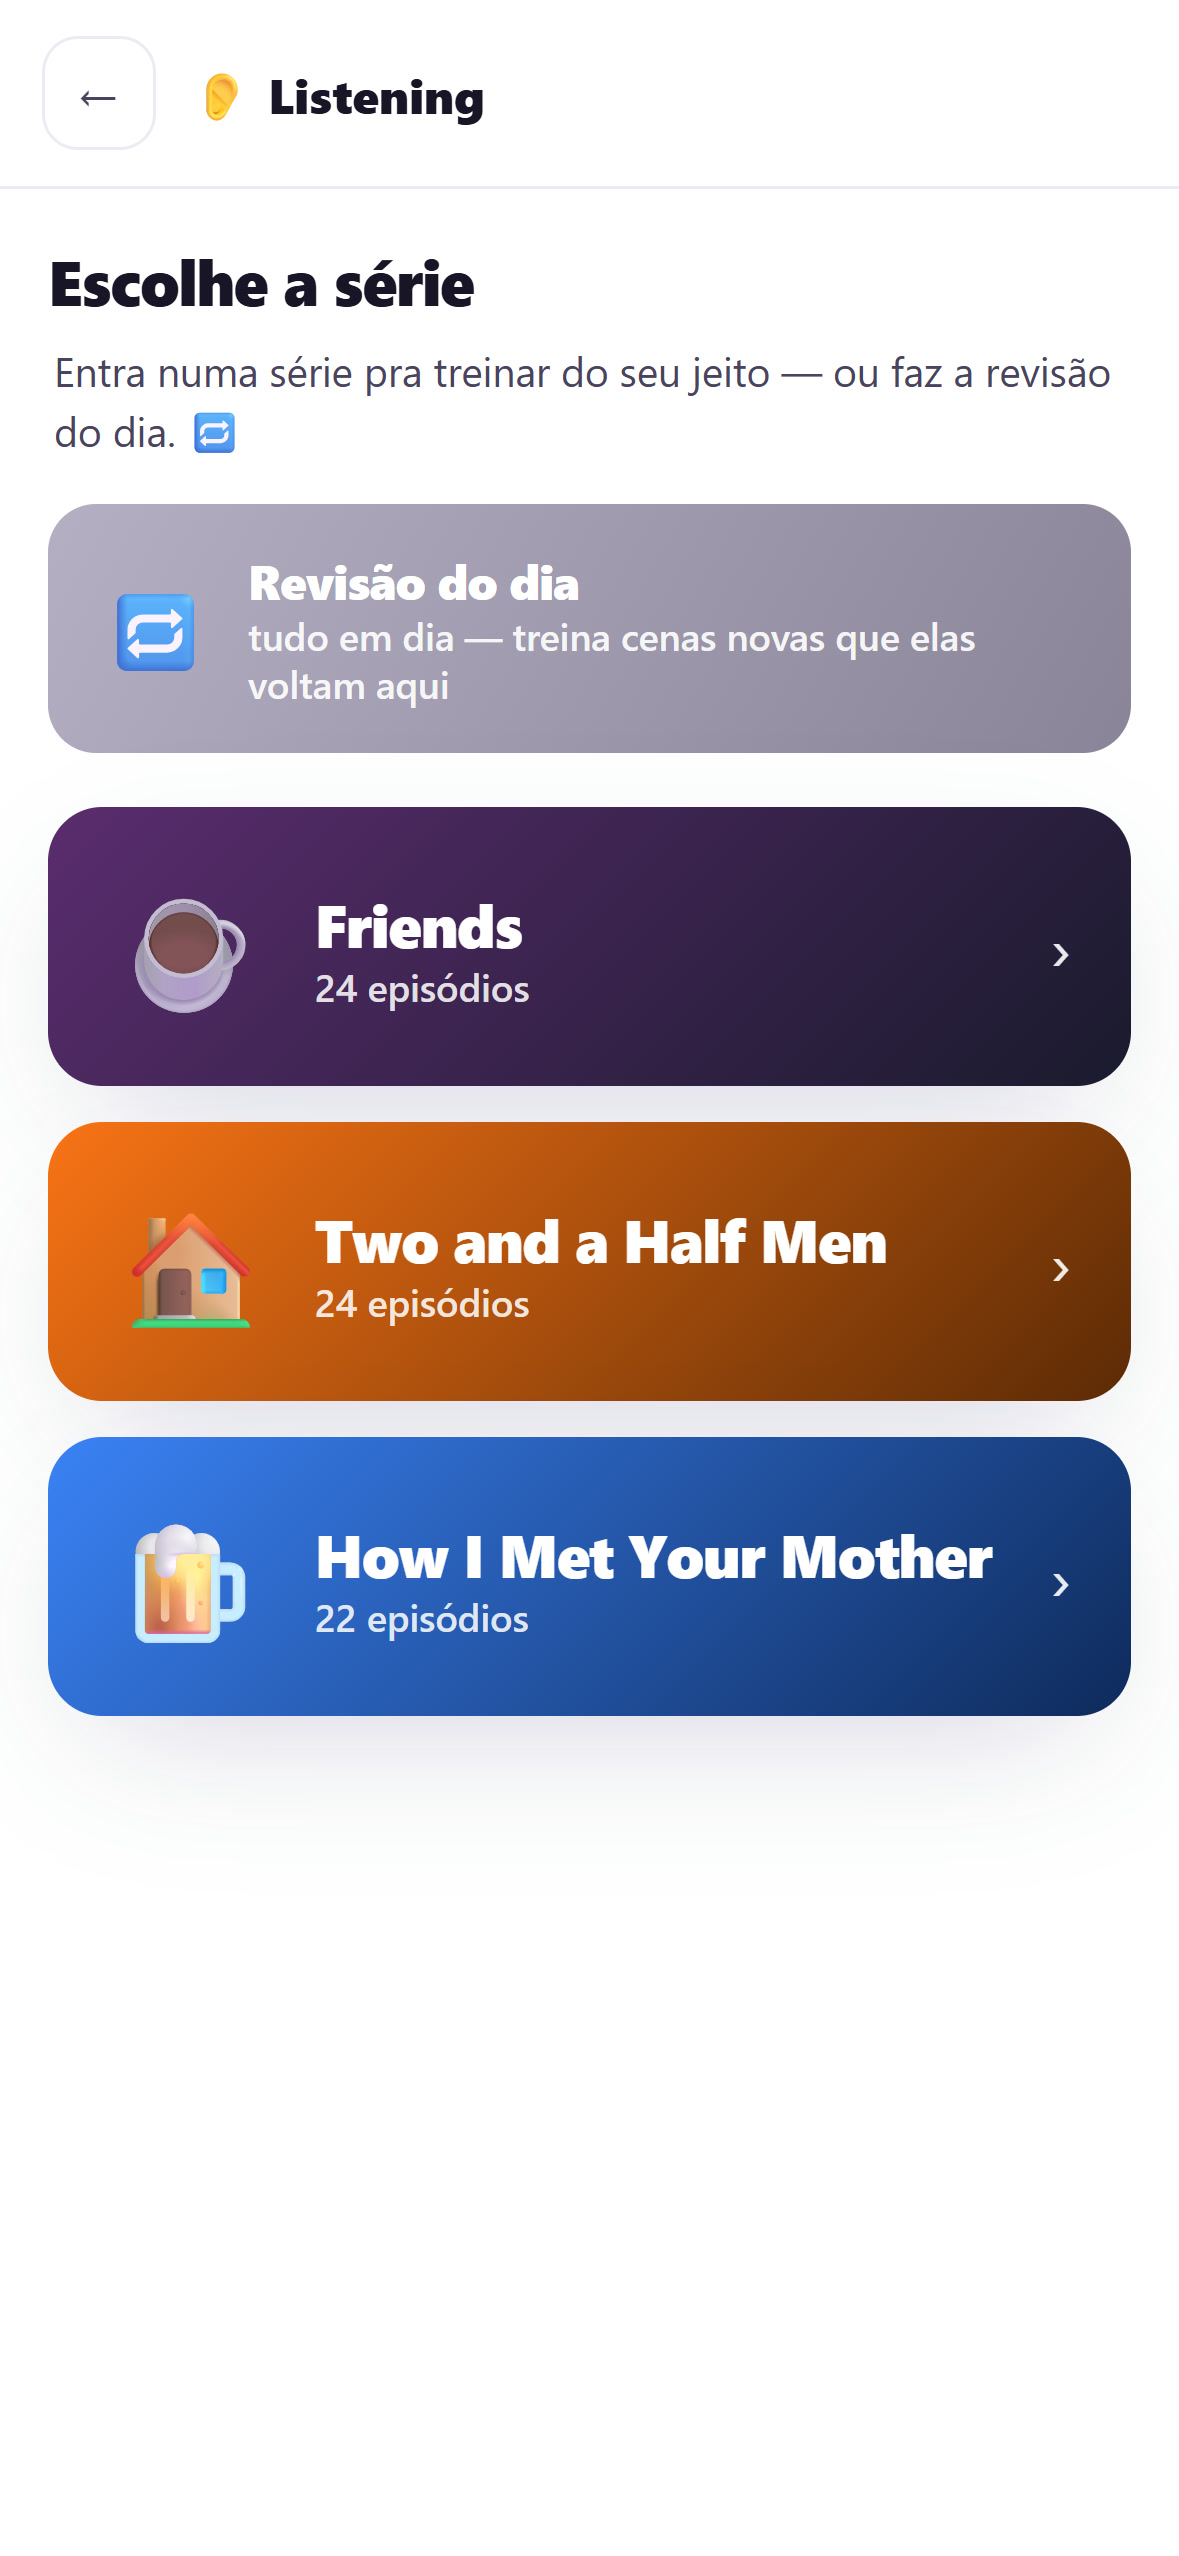 ← 👂 Listening
Escolhe a série
Entra numa série pra treinar do seu jeito — ou faz a revisão
do dia. 🔁
Revisão do dia
tudo em dia — treina cenas novas que elas
voltam aqui
Friends
24 episódios
›
Two and a Half Men
24 episódios
›
How I Met Your Mother
22 episódios
›